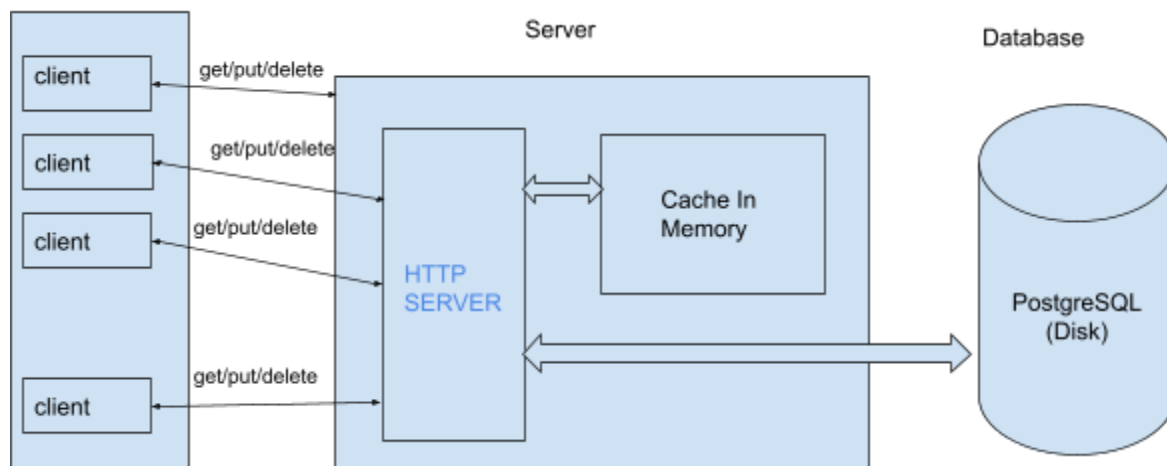 Server
Database
client
get/put/delete
client
get/put/delete
client
get/put/delete
client
get/put/delete
HTTP
SERVER
Cache In
Memory
PostgreSQL
(Disk)